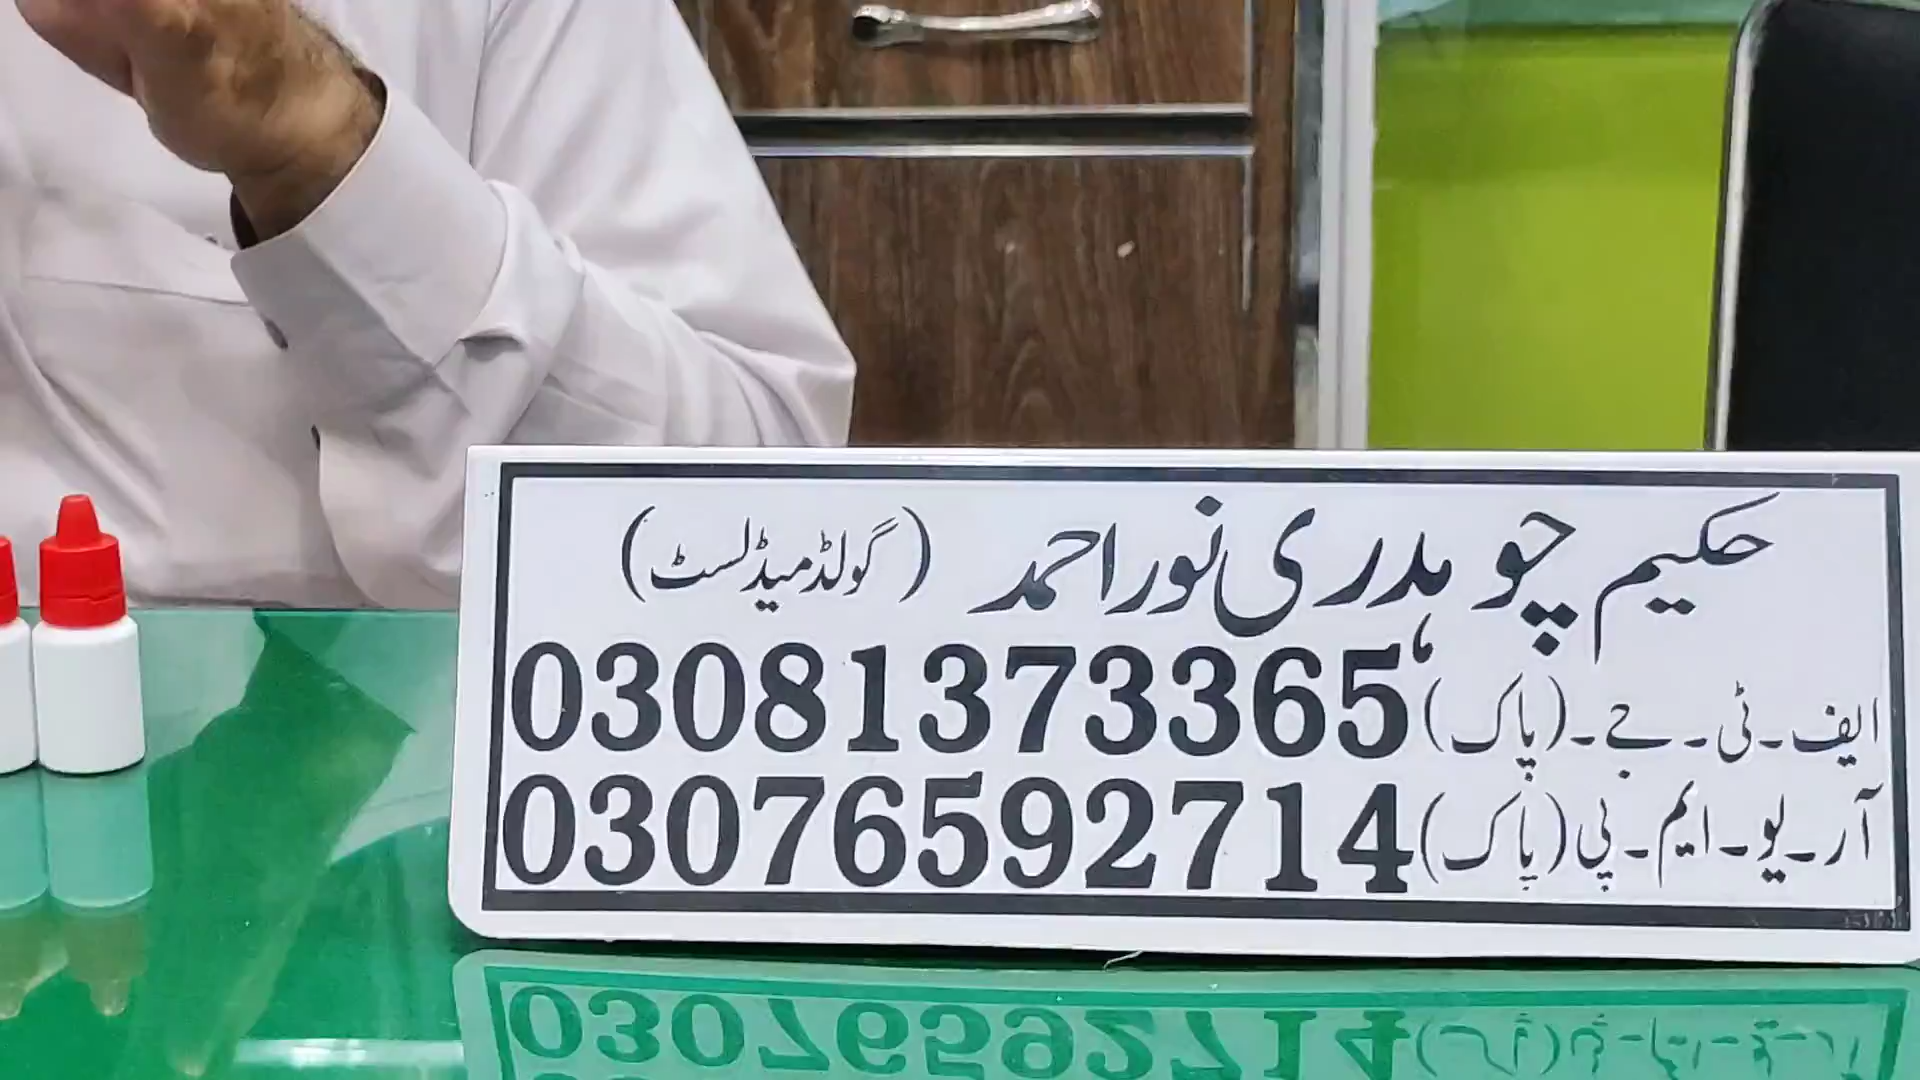 حکیم چوہدری نور احمد (گولڈ میڈلسٹ)
ایف۔ٹی۔جے۔(پاک) 03081373365
آر۔یو۔ایم۔پی(پاک) 03076592714